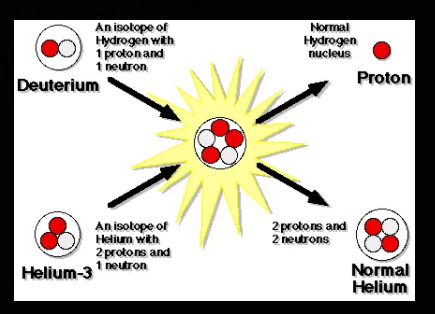 An isotope of
Hydrogen with
1 proton and
1 neutron
Deuterium
Normal
Hydrogen
nucleus
Proton
An isotope of
Helium with
2 protons and
1 neutron
Helium-3
2 protons and
2 neutrons
Normal
Helium